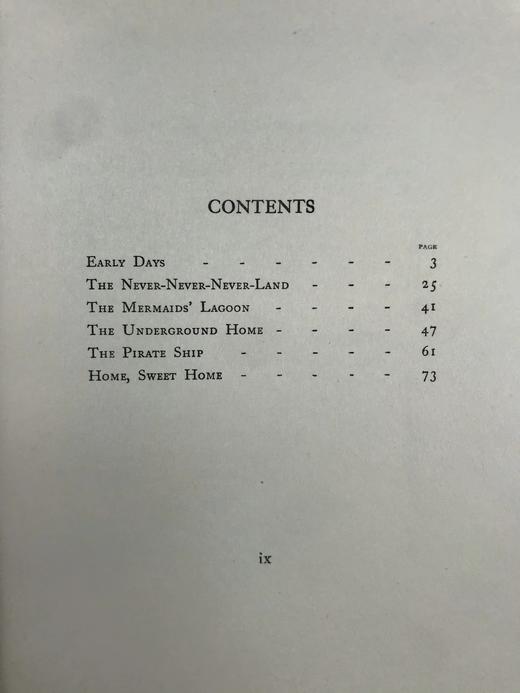 CONTENTS
PAGE
Early Days - - - - - - 3
The Never-Never-Never-Land - - - 25
The Mermaids' Lagoon - - - - 41
The Underground Home - - - - 47
The Pirate Ship - - - - - 61
Home, Sweet Home - - - - - 73
ix